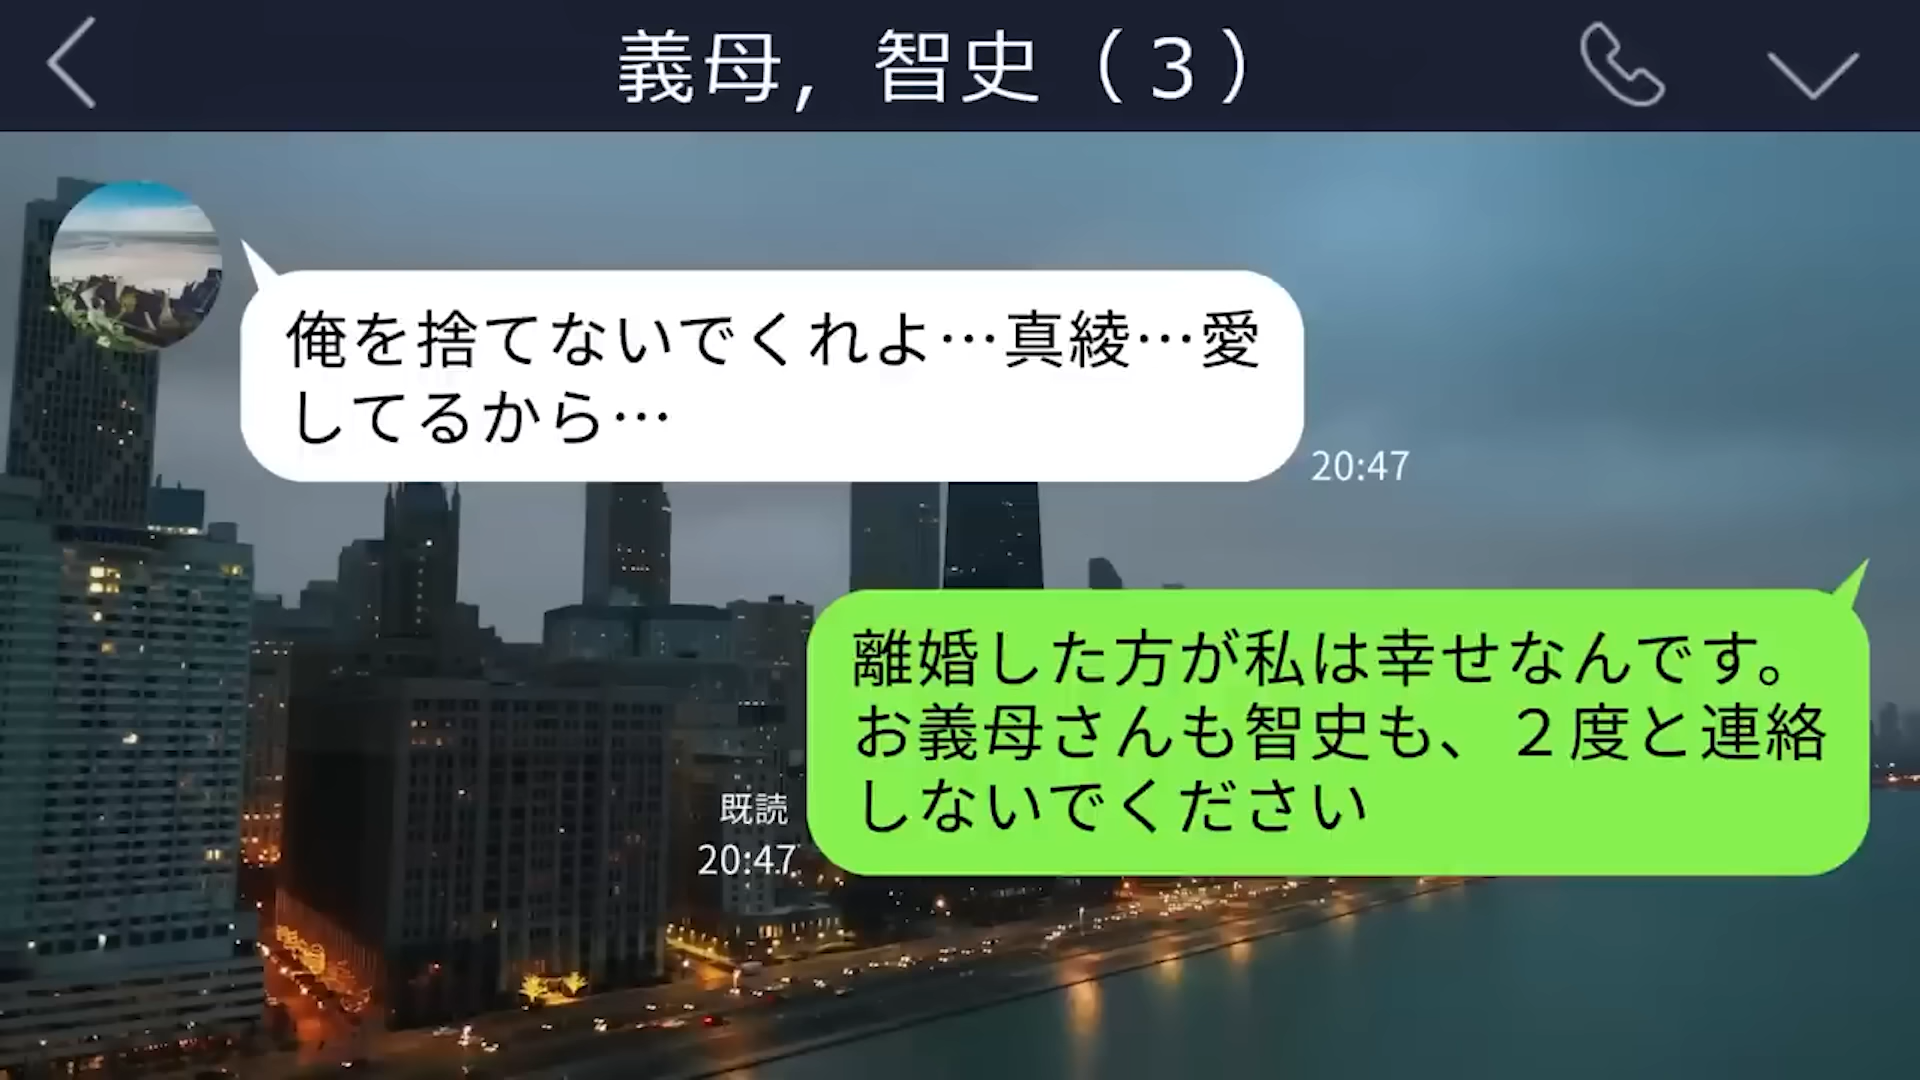 義母, 智史（３）
俺を捨てないでくれよ…真綾…愛
してるから…
20:47
離婚した方が私は幸せなんです。
お義母さんも智史も、２度と連絡
しないでください
既読
20:47